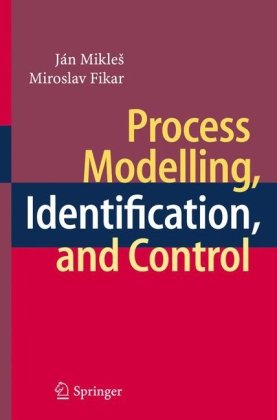 Ján Mikleš
Miroslav Fikar
Process
Modelling,
Identification,
and Control
Springer